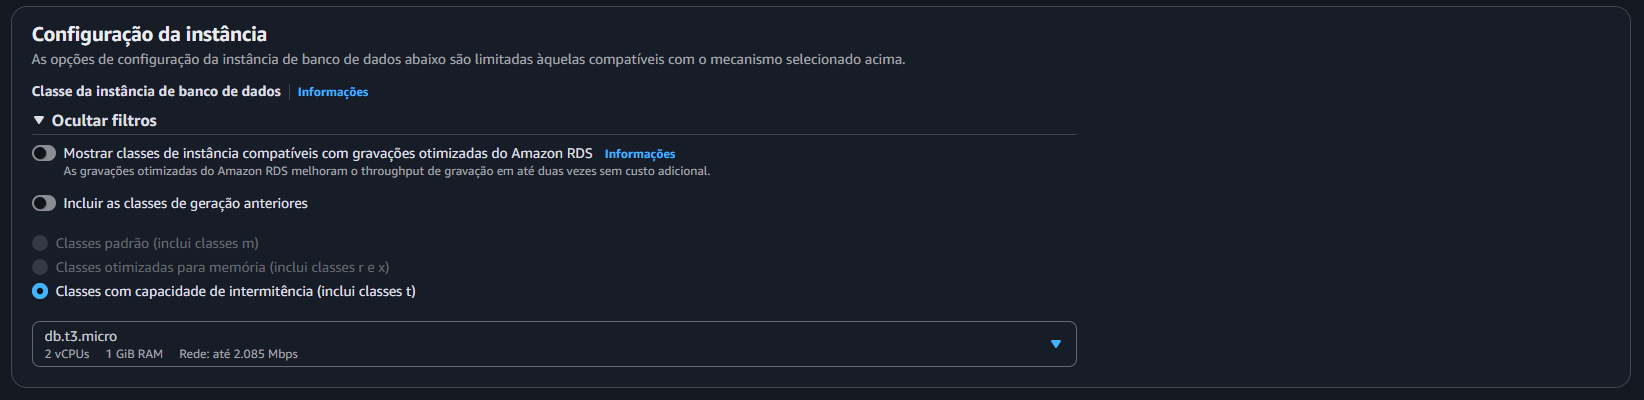 Configuração da instância
As opções de configuração da instância de banco de dados abaixo são limitadas àquelas compatíveis com o mecanismo selecionado acima.
Classe da instância de banco de dados Informações
Ocultar filtros
Mostrar classes de instância compatíveis com gravações otimizadas do Amazon RDS Informações
As gravações otimizadas do Amazon RDS melhoram o throughput de gravação em até duas vezes sem custo adicional.
Incluir as classes de geração anteriores
Classes padrão (inclui classes m)
Classes otimizadas para memória (inclui classes r e x)
Classes com capacidade de intermitência (inclui classes t)
db.t3.micro
2 vCPUs 1 GiB RAM Rede: até 2.085 Mbps